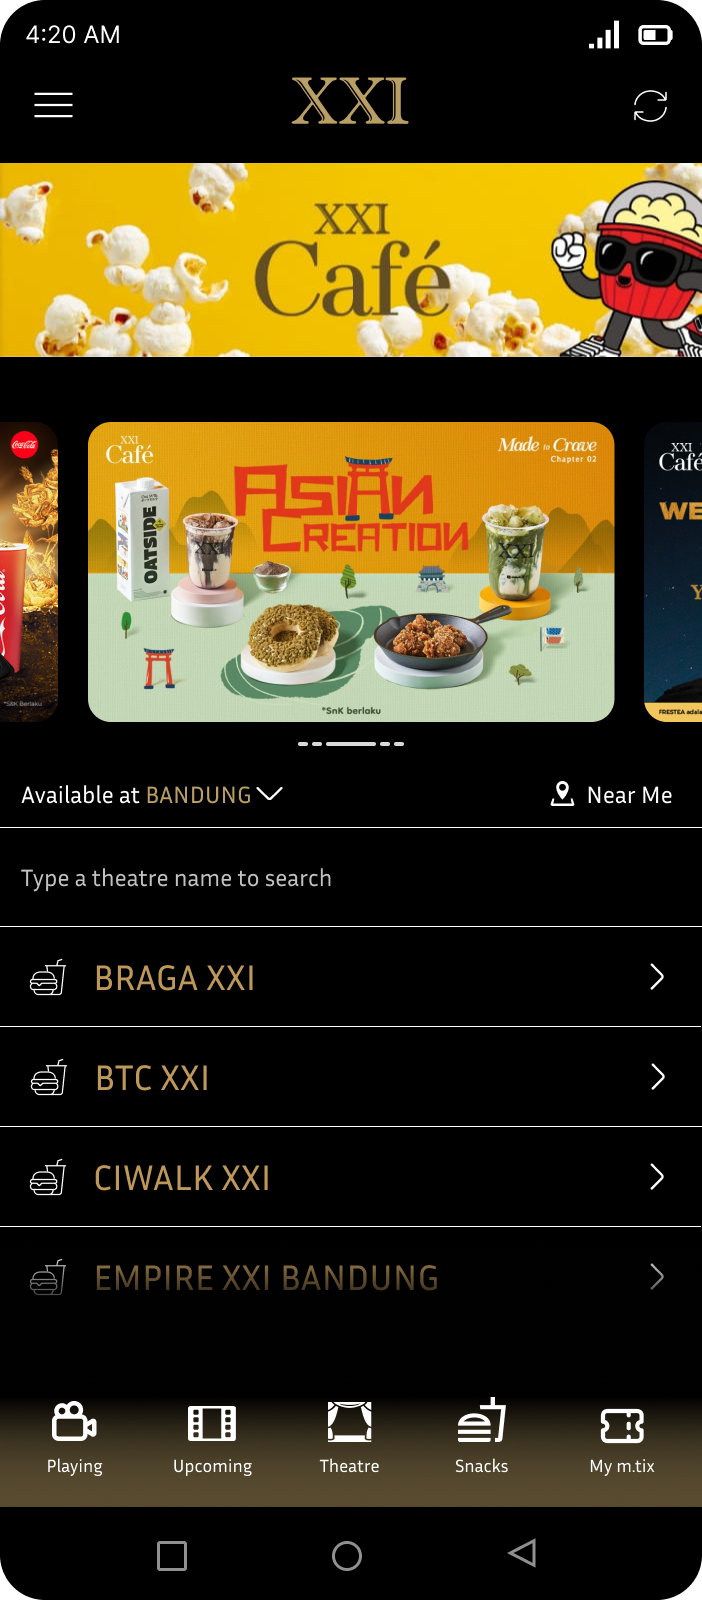 4:20 AM
XXI
XXI
Café
Coca-Cola
*S&K Berlaku
XXI
Café
Made to Crave
Chapter 02
ASIAN
CREATION
OATSIDE
XXI
XXI
*SnK berlaku
XXI
Café
WE
Y
FRESTEA adala
Available at BANDUNG
Near Me
Type a theatre name to search
BRAGA XXI
BTC XXI
CIWALK XXI
EMPIRE XXI BANDUNG
Playing
Upcoming
Theatre
Snacks
My m.tix